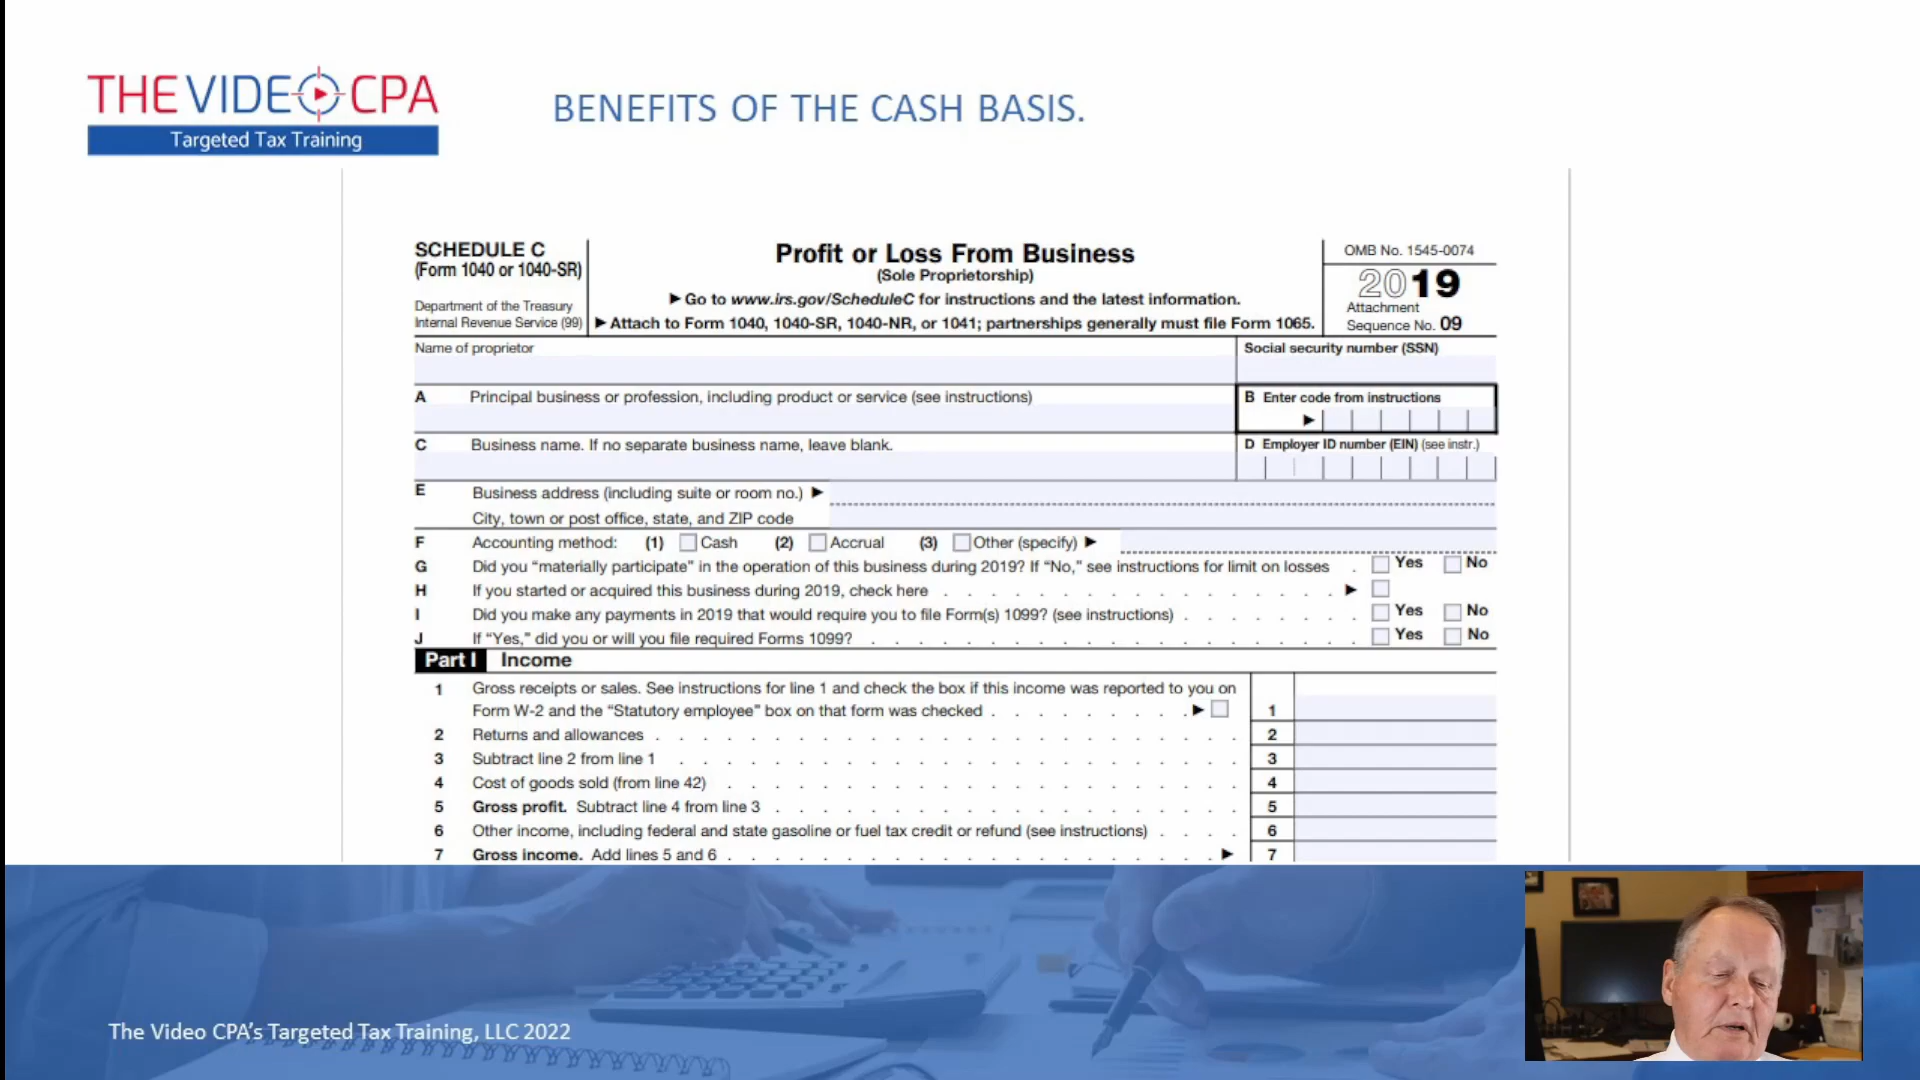 THE VIDEO CPA
Targeted Tax Training
BENEFITS OF THE CASH BASIS.
SCHEDULE C
(Form 1040 or 1040-SR)
Department of the Treasury
Internal Revenue Service (99)
Profit or Loss From Business
(Sole Proprietorship)
▶ Go to www.irs.gov/ScheduleC for instructions and the latest information.
▶ Attach to Form 1040, 1040-SR, 1040-NR, or 1041; partnerships generally must file Form 1065.
OMB No. 1545-0074
2019
Attachment
Sequence No. 09
Name of proprietor
Social security number (SSN)
A Principal business or profession, including product or service (see instructions)
B Enter code from instructions
▶
C Business name. If no separate business name, leave blank.
D Employer ID number (EIN) (see instr.)
E Business address (including suite or room no.) ▶
City, town or post office, state, and ZIP code
F Accounting method: (1) Cash (2) Accrual (3) Other (specify) ▶
G Did you “materially participate” in the operation of this business during 2019? If “No,” see instructions for limit on losses . Yes No
H If you started or acquired this business during 2019, check here . . . . . . . . . . . . . . . . . ▶
I Did you make any payments in 2019 that would require you to file Form(s) 1099? (see instructions) . . . . . . . . Yes No
J If “Yes,” did you or will you file required Forms 1099? . . . . . . . . . . . . . . . . . . . . . Yes No
Part I Income
1 Gross receipts or sales. See instructions for line 1 and check the box if this income was reported to you on
Form W-2 and the “Statutory employee” box on that form was checked . . . . . . . . . ▶ 1
2 Returns and allowances . . . . . . . . . . . . . . . . . . . . . . . . . 2
3 Subtract line 2 from line 1 . . . . . . . . . . . . . . . . . . . . . . . . 3
4 Cost of goods sold (from line 42) . . . . . . . . . . . . . . . . . . . . . . 4
5 Gross profit. Subtract line 4 from line 3 . . . . . . . . . . . . . . . . . . . . 5
6 Other income, including federal and state gasoline or fuel tax credit or refund (see instructions) . . . . 6
7 Gross income. Add lines 5 and 6 . . . . . . . . . . . . . . . . . . . . . ▶ 7
The Video CPA’s Targeted Tax Training, LLC 2022